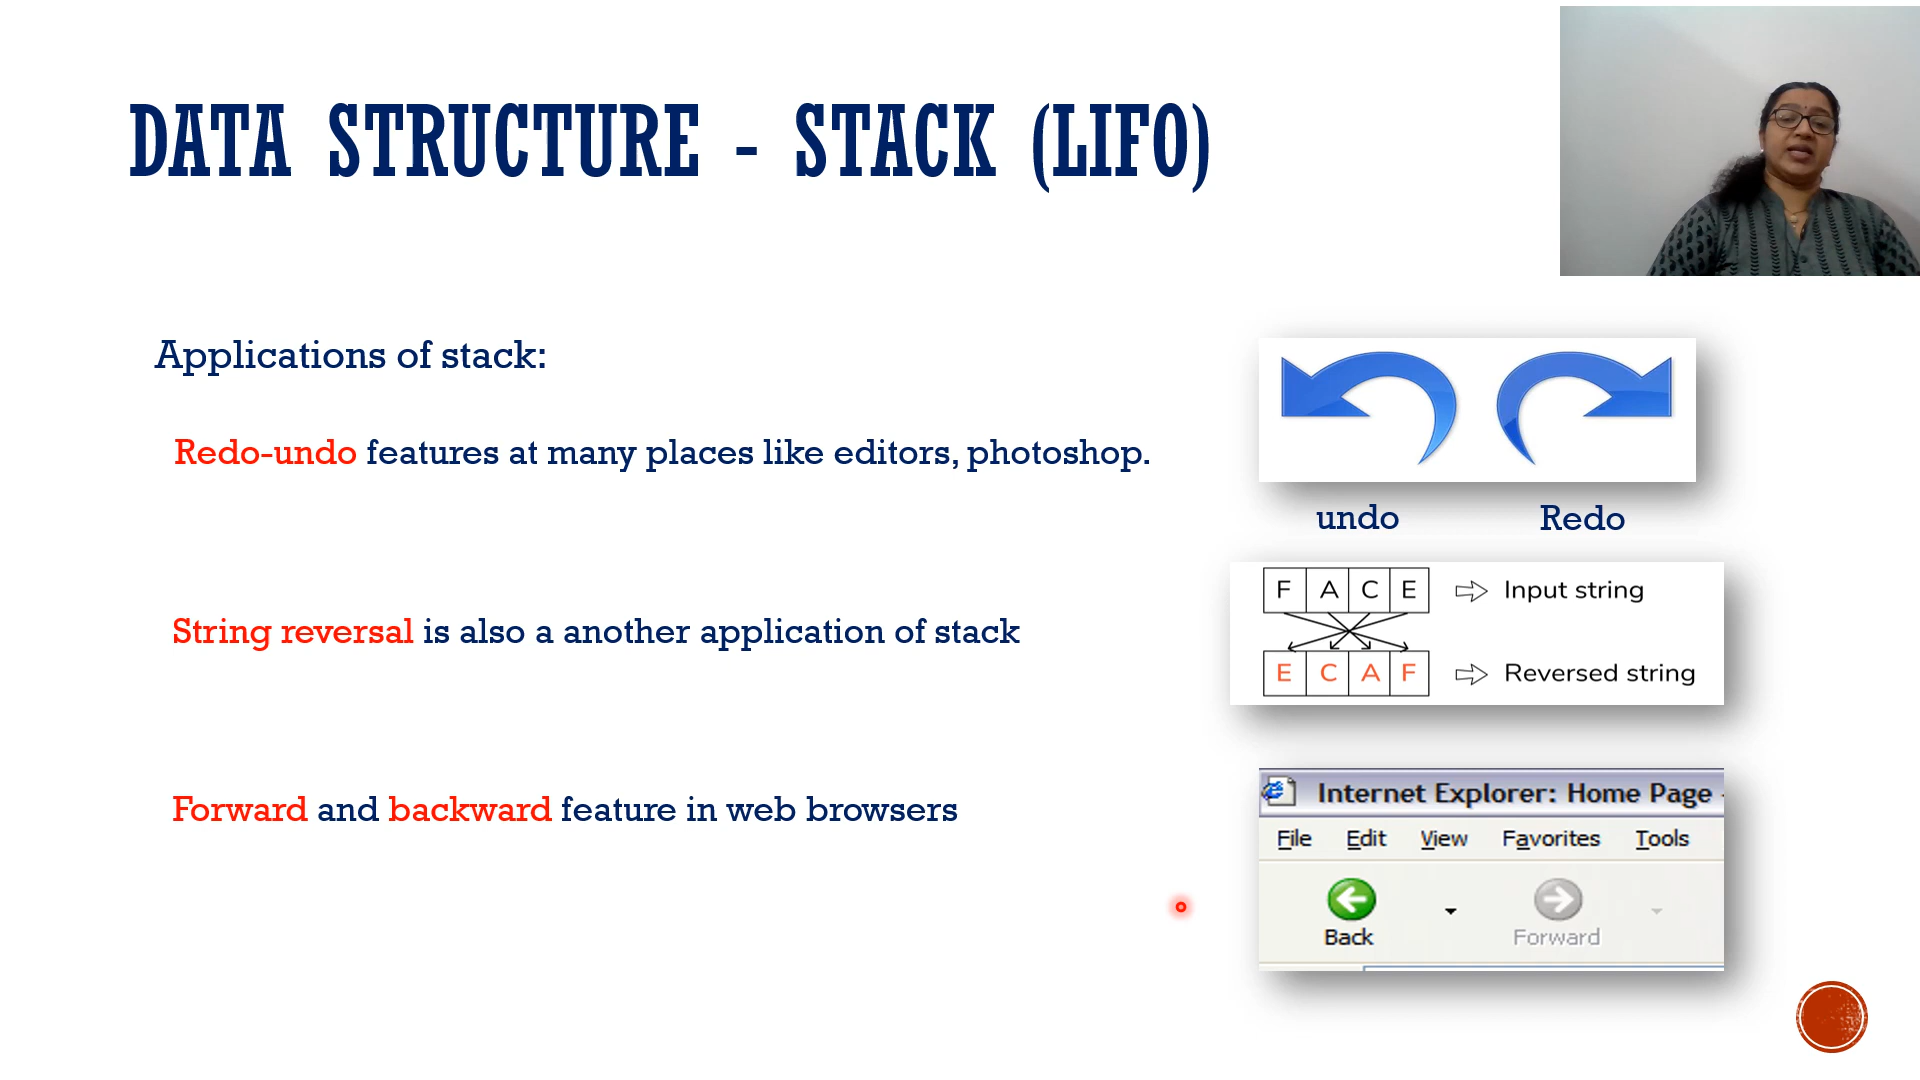 DATA STRUCTURE - STACK (LIFO)
Applications of stack:
Redo-undo features at many places like editors, photoshop.
undo Redo
String reversal is also a another application of stack
F A C E Input string
E C A F Reversed string
Forward and backward feature in web browsers
Internet Explorer: Home Page -
File Edit View Favorites Tools
Back Forward